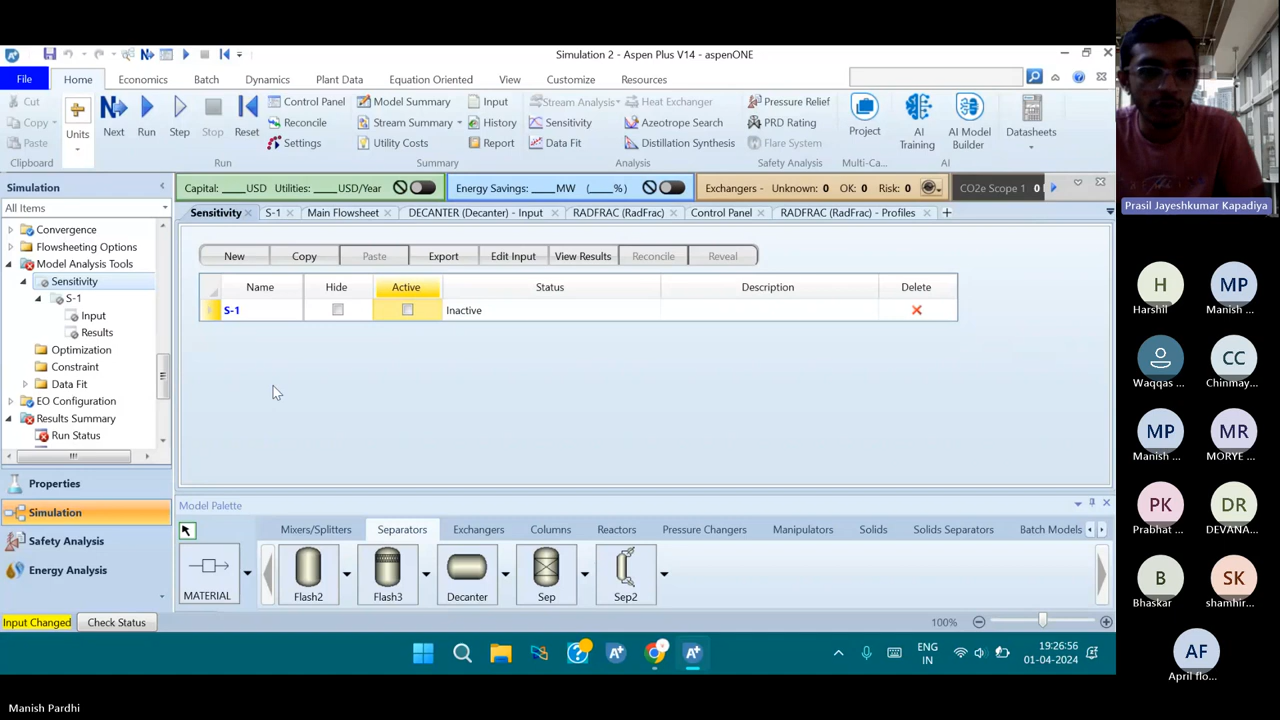 Simulation 2 - Aspen Plus V14 - aspenONE
File Home Economics Batch Dynamics Plant Data Equation Oriented View Customize Resources
Cut Copy Paste Clipboard
Units
Next Run Step Stop Reset Control Panel Reconcile Settings Run
Model Summary Stream Summary Utility Costs Input History Report Summary
Stream Analysis Sensitivity Data Fit Heat Exchanger Azeotrope Search Distillation Synthesis Analysis
Pressure Relief PRD Rating Flare System Safety Analysis
Project Multi-Ca...
AI Training AI Model Builder AI
Datasheets
Simulation
Capital: ____USD Utilities: ____USD/Year Energy Savings: ____MW (____%) Exchangers - Unknown: 0 OK: 0 Risk: 0 CO2e Scope 1 0
All Items
Sensitivity S-1 Main Flowsheet DECANTER (Decanter) - Input RADFRAC (RadFrac) Control Panel RADFRAC (RadFrac) - Profiles +
Convergence
Flowsheeting Options
Model Analysis Tools
Sensitivity
S-1
Input
Results
Optimization
Constraint
Data Fit
EO Configuration
Results Summary
Run Status
New Copy Paste Export Edit Input View Results Reconcile Reveal
Name Hide Active Status Description Delete
S-1 Inactive
Properties
Simulation
Safety Analysis
Energy Analysis
Model Palette
Mixers/Splitters Separators Exchangers Columns Reactors Pressure Changers Manipulators Solids Solids Separators Batch Models
MATERIAL Flash2 Flash3 Decanter Sep Sep2
Input Changed Check Status 100%
ENG
IN
19:26:56
01-04-2024
Prasil Jayeshkumar Kapadiya
H MP
Harshil Manish ...
CC
Waqqas ... Chinmay...
MP MR
Manish ... MORYE ...
PK DR
Prabhat ... DEVANA...
B SK
Bhaskar shamhir...
AF
April flo...
Manish Pardhi